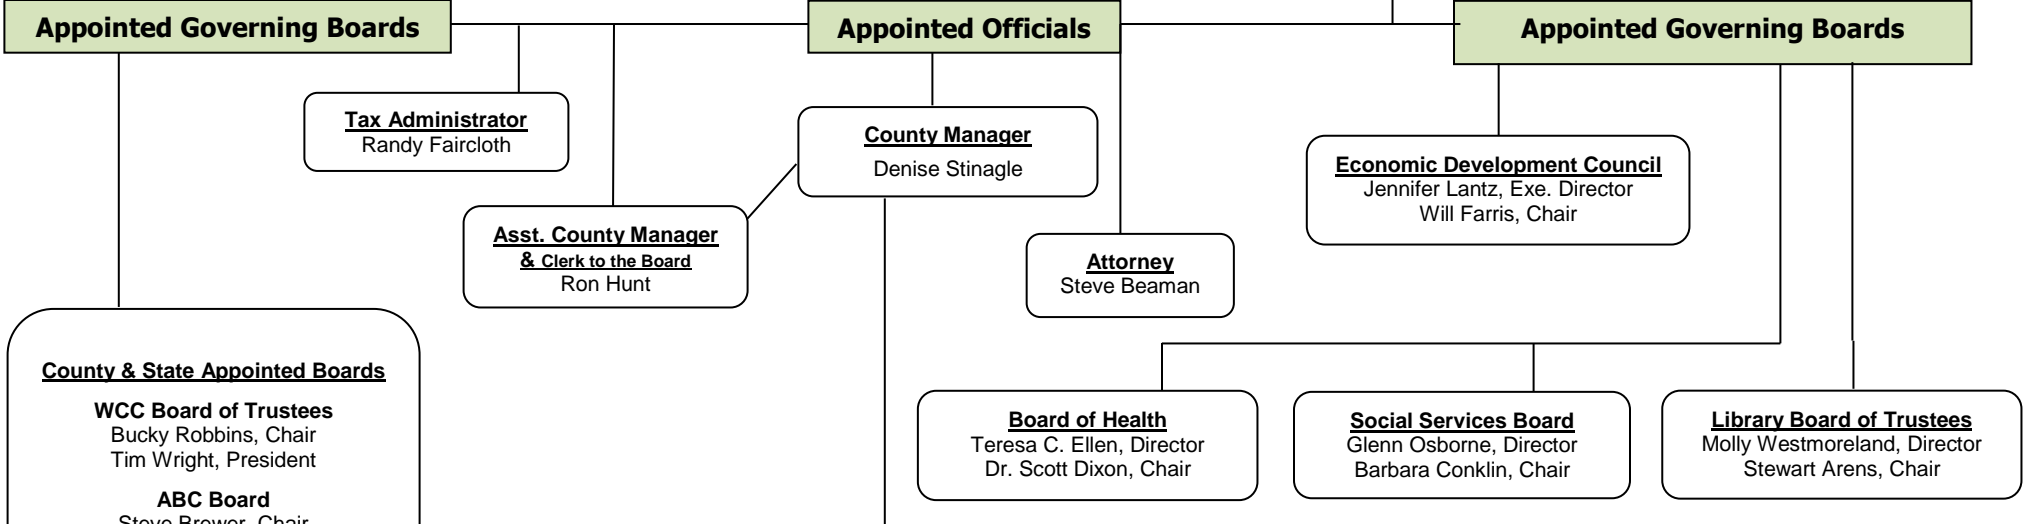 Appointed Governing Boards
Appointed Officials
Appointed Governing Boards
Tax Administrator
Randy Faircloth
County Manager
Denise Stinagle
Economic Development Council
Jennifer Lantz, Exe. Director
Will Farris, Chair
Asst. County Manager
& Clerk to the Board
Ron Hunt
Attorney
Steve Beaman
County & State Appointed Boards
WCC Board of Trustees
Bucky Robbins, Chair
Tim Wright, President
ABC Board
Steve Brewer, Chair
Board of Health
Teresa C. Ellen, Director
Dr. Scott Dixon, Chair
Social Services Board
Glenn Osborne, Director
Barbara Conklin, Chair
Library Board of Trustees
Molly Westmoreland, Director
Stewart Arens, Chair